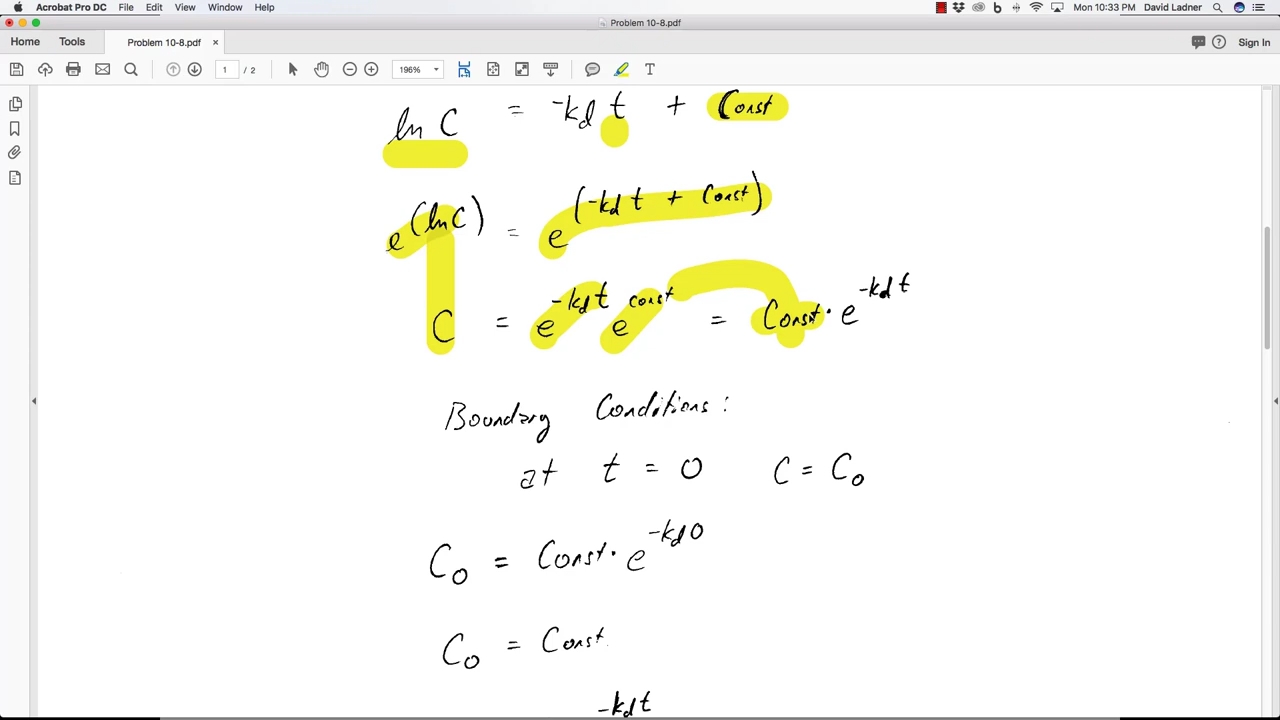 Acrobat Pro DC File Edit View Window Help Mon 10:33 PM David Ladner
Problem 10-8.pdf
Home Tools Problem 10-8.pdf × Sign In
1 / 2 196%
ln C = -kd t + Const
e^(ln C) = e^(-kd t + Const)
C = e^-kd t e^const = Const · e^-kd t
Boundary Conditions:
at t = 0 C = C₀
C₀ = Const · e^-kd 0
C₀ = Const
-kd t